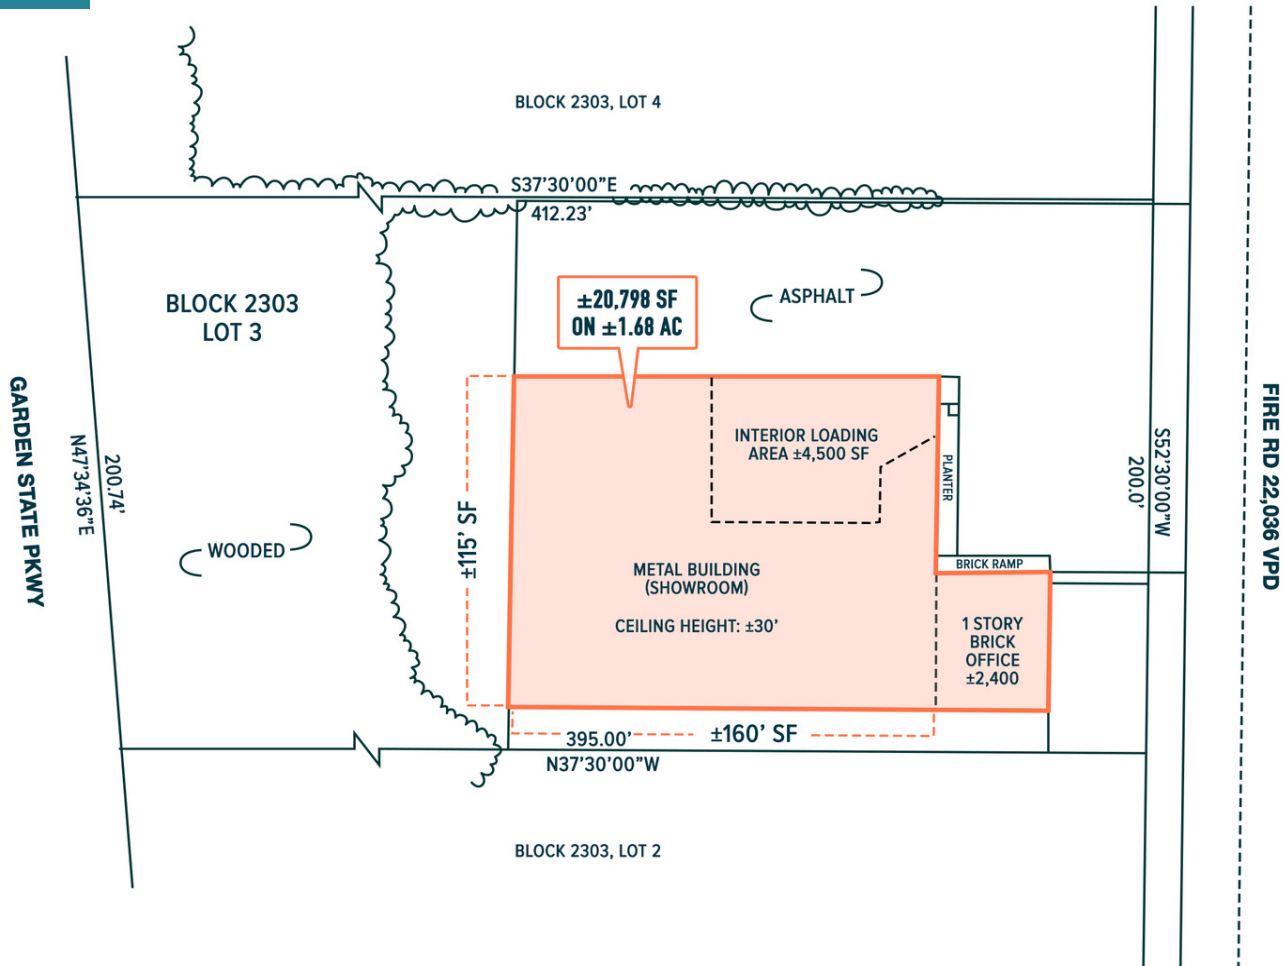 BLOCK 2303, LOT 4
S37'30'00"E
412.23'
BLOCK 2303
LOT 3
±20,798 SF
ON ±1.68 AC
ASPHALT
GARDEN STATE PKWY
N47'34'36"E
200.74'
WOODED
±115' SF
INTERIOR LOADING
AREA ±4,500 SF
PLANTER
BRICK RAMP
METAL BUILDING
(SHOWROOM)
CEILING HEIGHT: ±30'
1 STORY
BRICK
OFFICE
±2,400
S52'30'00"W
200.0'
FIRE RD 22,036 VPD
395.00'
±160' SF
N37'30'00"W
BLOCK 2303, LOT 2